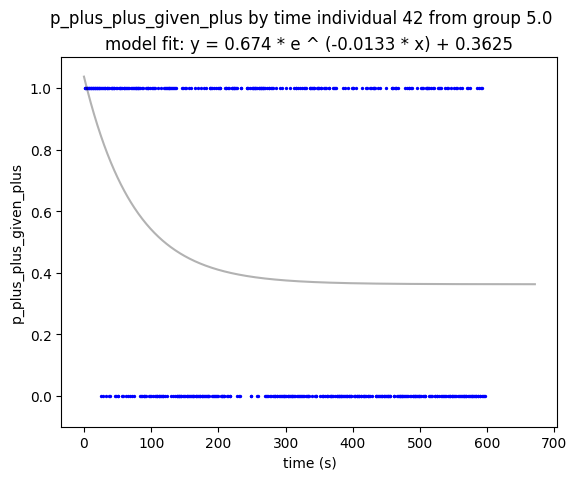 p_plus_plus_given_plus by time individual 42 from group 5.0
model fit: y = 0.674 * e ^ (-0.0133 * x) + 0.3625
p_plus_plus_given_plus
1.0
0.8
0.6
0.4
0.2
0.0
0 100 200 300 400 500 600 700
time (s)